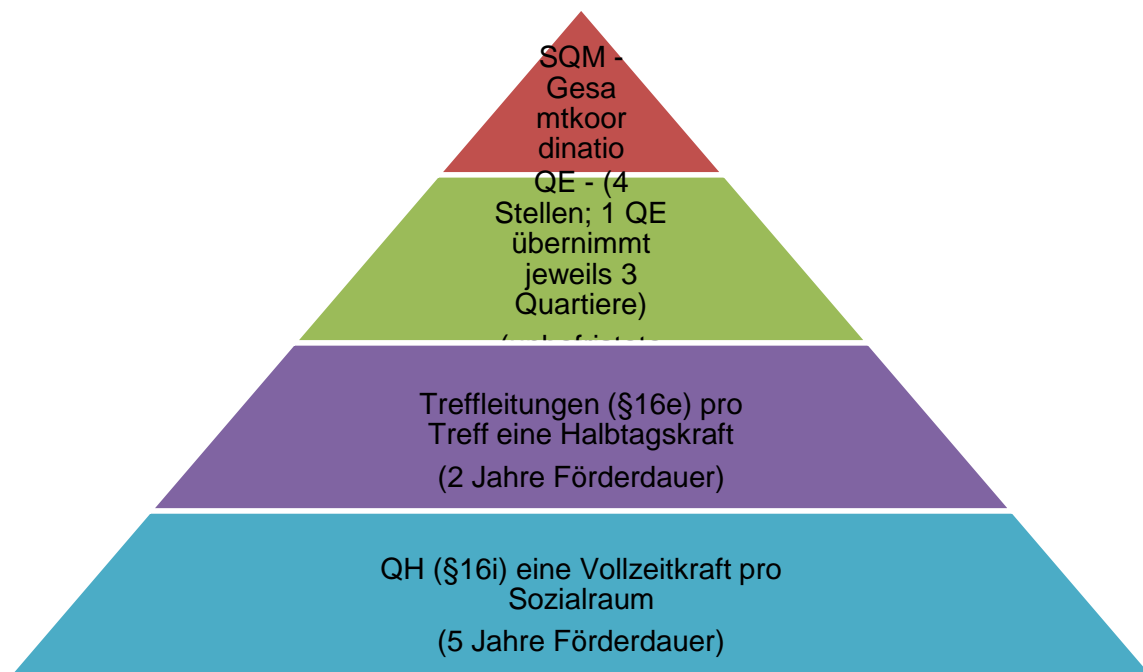 SQM -
Gesa
mtkoor
dinatio
QE - (4
Stellen; 1 QE
übernimmt
jeweils 3
Quartiere)
Treffleitungen (§16e) pro
Treff eine Halbtagskraft
(2 Jahre Förderdauer)
QH (§16i) eine Vollzeitkraft pro
Sozialraum
(5 Jahre Förderdauer)